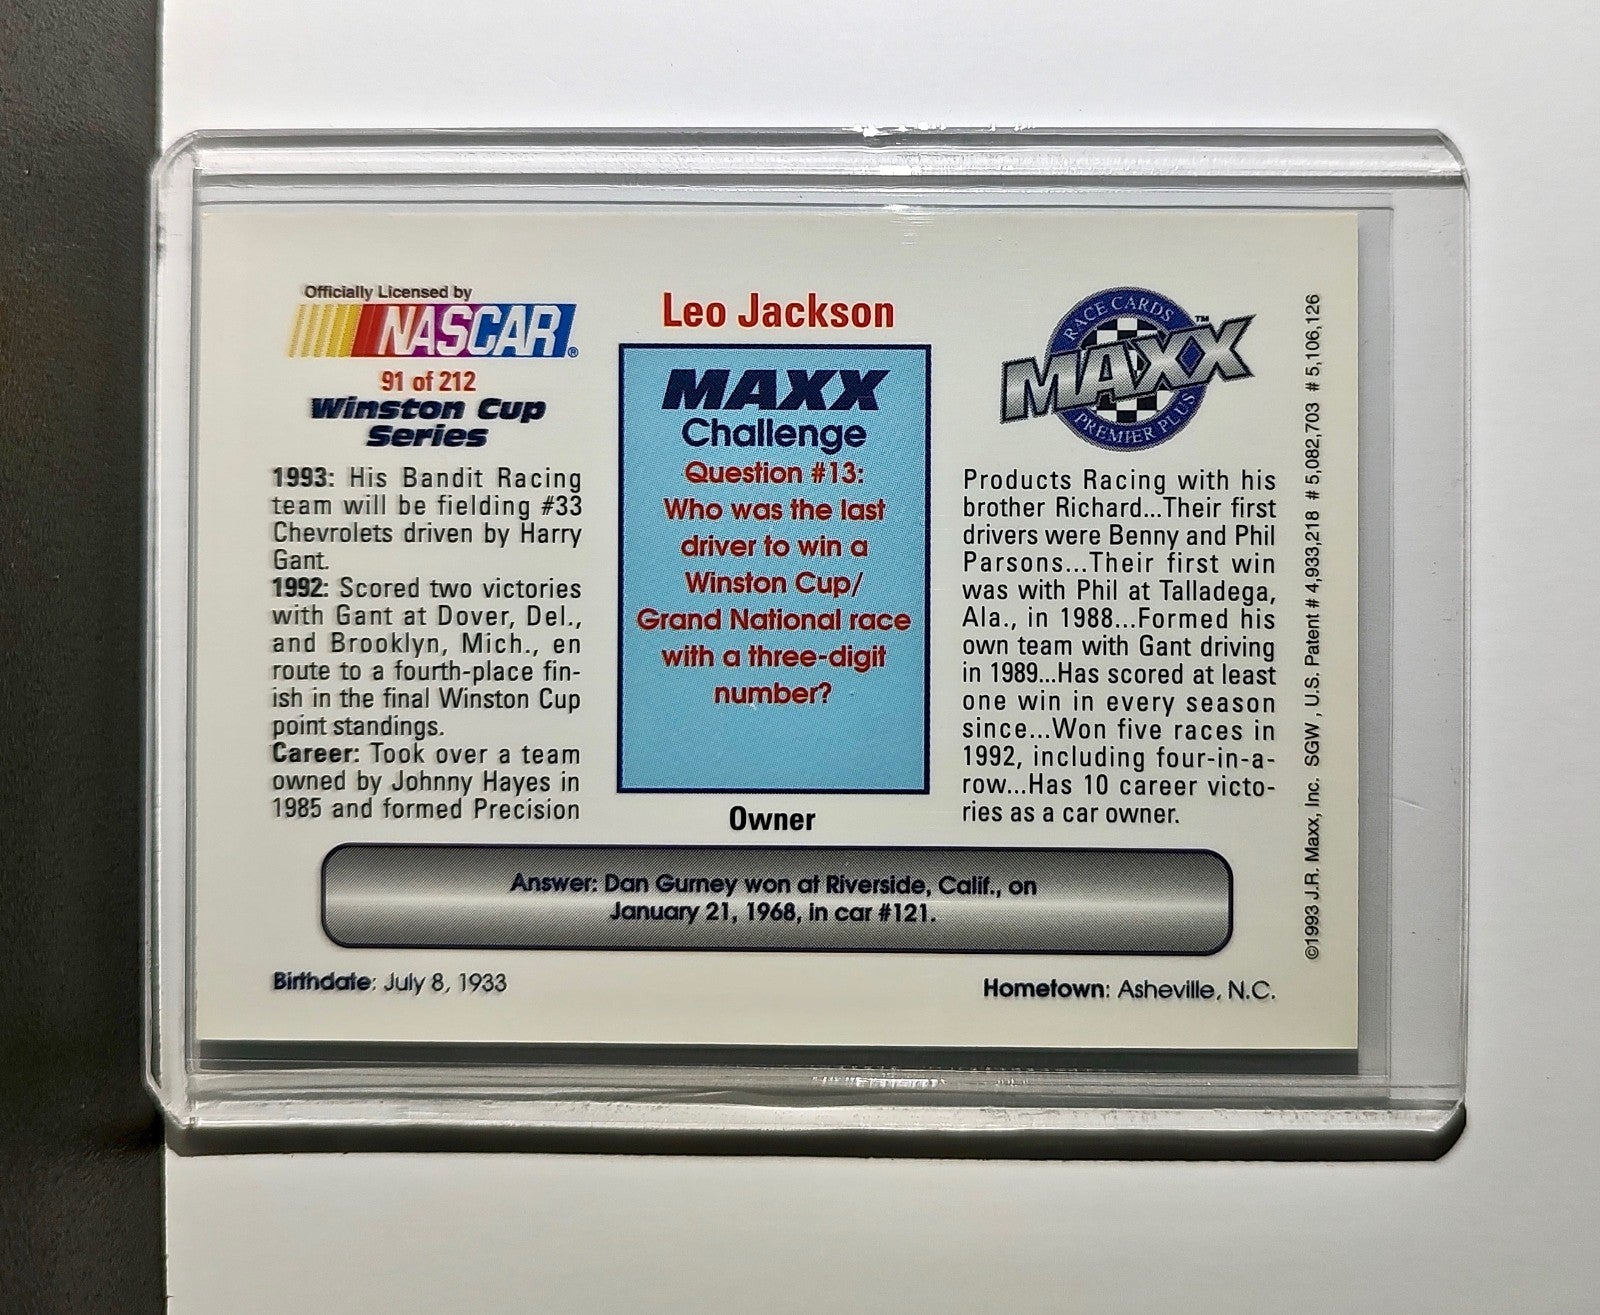 Officially Licensed by
NASCAR®
91 of 212
Winston Cup
Series
1993: His Bandit Racing
team will be fielding #33
Chevrolets driven by Harry
Gant.
1992: Scored two victories
with Gant at Dover, Del.,
and Brooklyn, Mich., en
route to a fourth-place fin-
ish in the final Winston Cup
point standings.
Career: Took over a team
owned by Johnny Hayes in
1985 and formed Precision
Leo Jackson
MAXX
Challenge
Question #13:
Who was the last
driver to win a
Winston Cup/
Grand National race
with a three-digit
number?
Owner
RACE CARDS
MAXX™
PREMIER PLUS
Products Racing with his
brother Richard...Their first
drivers were Benny and Phil
Parsons...Their first win
was with Phil at Talladega,
Ala., in 1988...Formed his
own team with Gant driving
in 1989...Has scored at least
one win in every season
since...Won five races in
1992, including four-in-a-
row...Has 10 career victo-
ries as a car owner.
Answer: Dan Gurney won at Riverside, Calif., on
January 21, 1968, in car #121.
Birthdate: July 8, 1933
Hometown: Asheville, N.C.
©1993 J.R. Maxx, Inc. SGW, U.S. Patent # 4,933,218 # 5,082,703 # 5,106,126